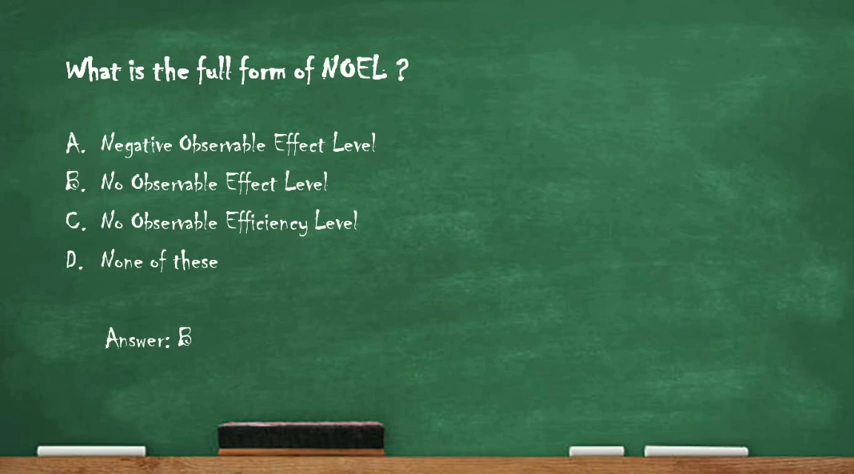 What is the full form of NOEL ?
A. Negative Observable Effect Level
B. No Observable Effect Level
C. No Observable Efficiency Level
D. None of these
Answer: B